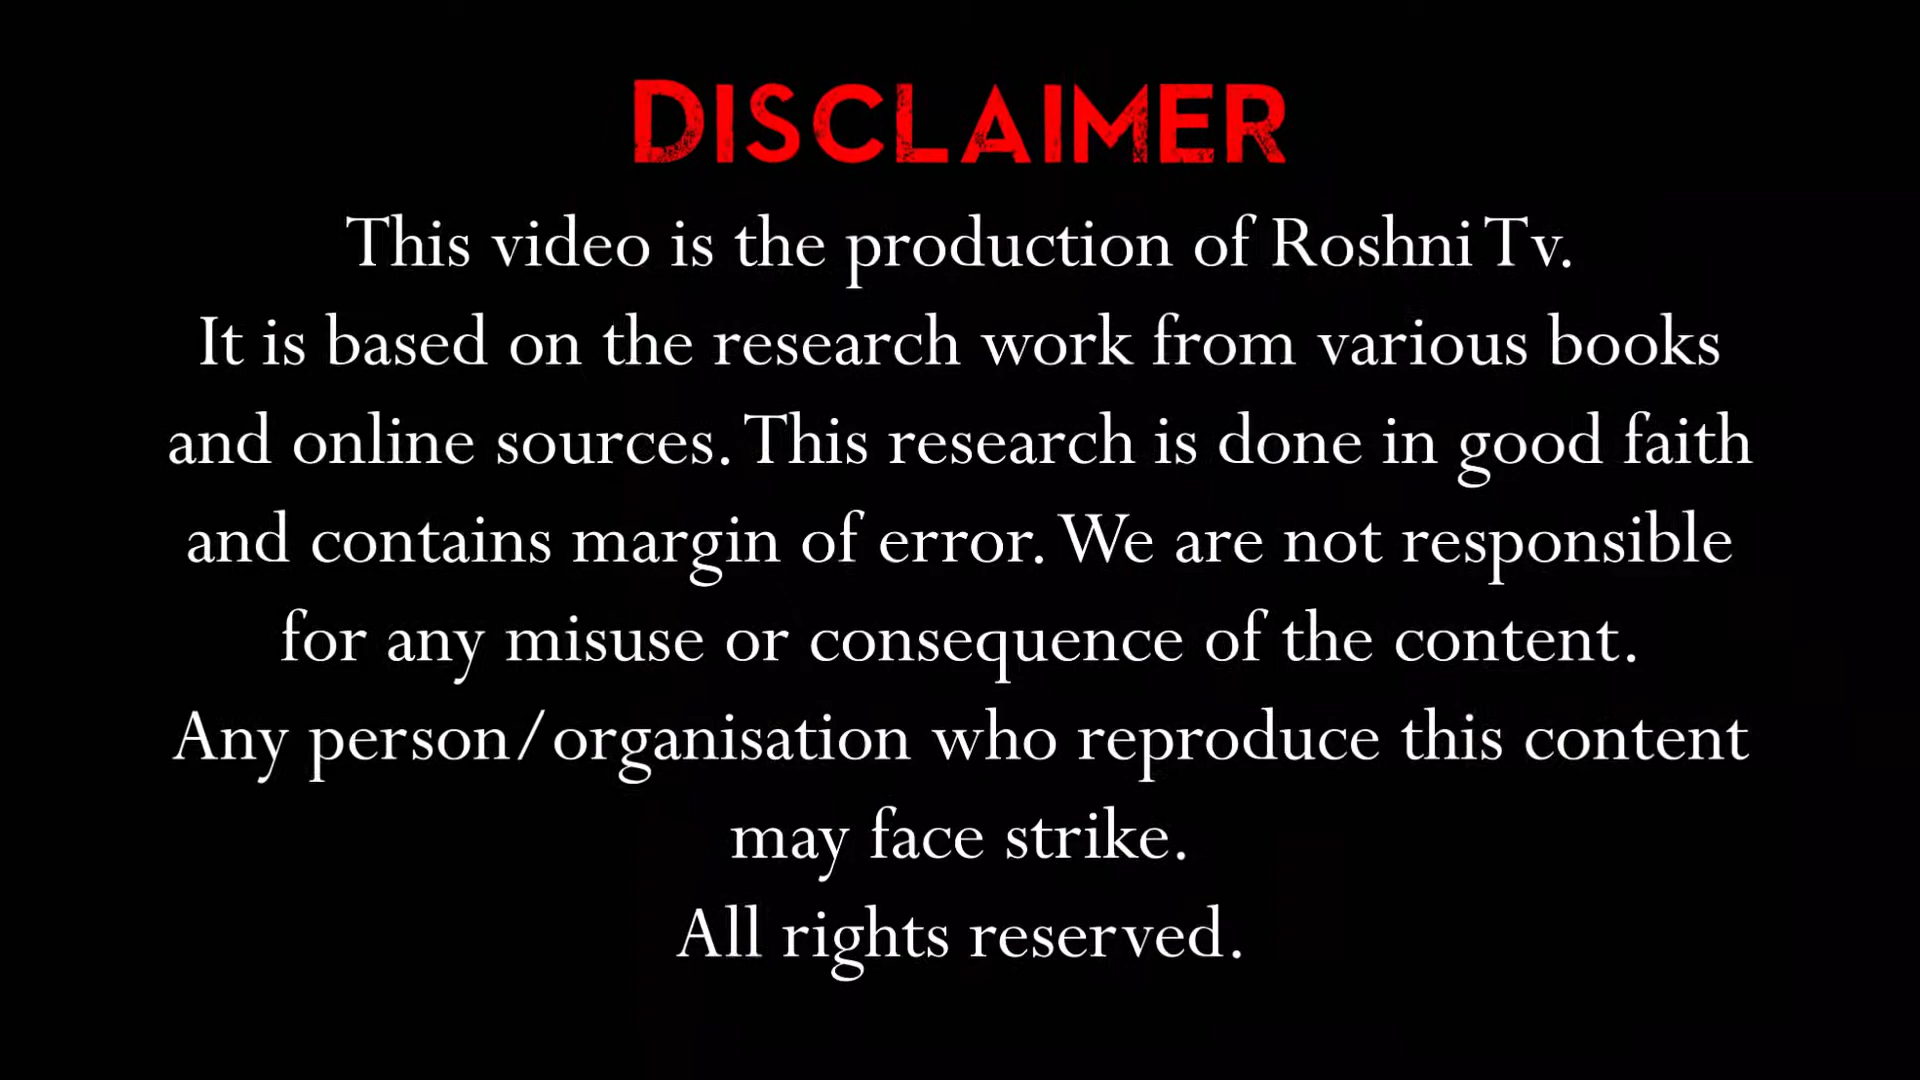 DISCLAIMER
This video is the production of Roshni Tv.
It is based on the research work from various books
and online sources. This research is done in good faith
and contains margin of error. We are not responsible
for any misuse or consequence of the content.
Any person/organisation who reproduce this content
may face strike.
All rights reserved.